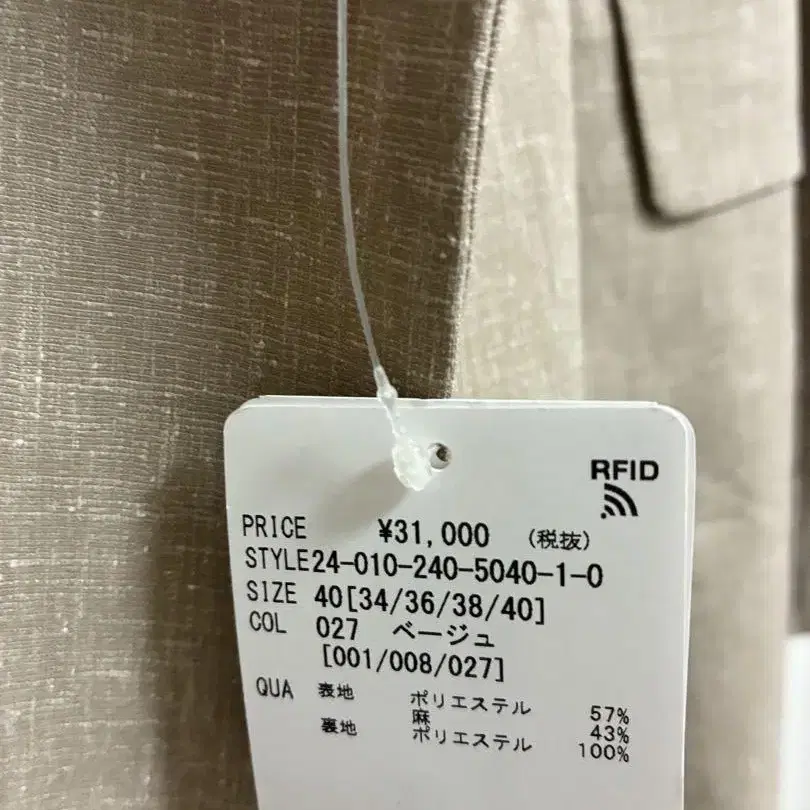 RFID
PRICE ¥31,000 (税抜)
STYLE 24-010-240-5040-1-0
SIZE 40[34/36/38/40]
COL 027 ベージュ
[001/008/027]
QUA 表地 ポリエステル 57%
麻 43%
裏地 ポリエステル 100%